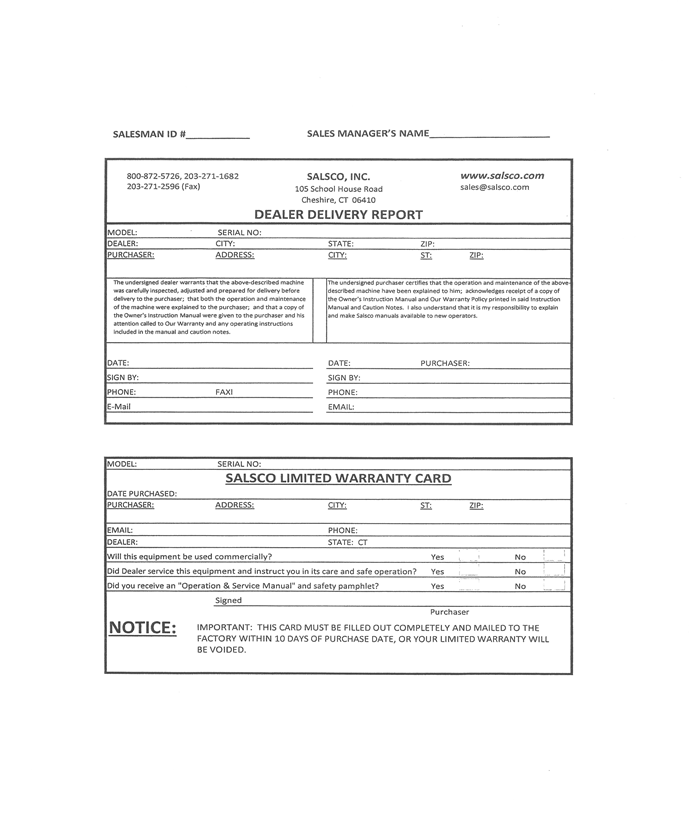 SALESMAN ID #____________ SALES MANAGER'S NAME______________________
800-872-5726, 203-271-1682 SALSCO, INC. www.salsco.com
203-271-2596 (Fax) 105 School House Road sales@salsco.com
Cheshire, CT 06410
DEALER DELIVERY REPORT
MODEL: SERIAL NO:
DEALER: CITY: STATE: ZIP:
PURCHASER: ADDRESS: CITY: ST: ZIP:
The undersigned dealer warrants that the above-described machine
was carefully inspected, adjusted and prepared for delivery before
delivery to the purchaser; that both the operation and maintenance
of the machine were explained to the purchaser; and that a copy of
the Owner's Instruction Manual were given to the purchaser and his
attention called to Our Warranty and any operating instructions
included in the manual and caution notes.
The undersigned purchaser certifies that the operation and maintenance of the above-
described machine have been explained to him; acknowledges receipt of a copy of
the Owner's Instruction Manual and Our Warranty Policy printed in said Instruction
Manual and Caution Notes. I also understand that it is my responsibility to explain
and make Salsco manuals available to new operators.
DATE: DATE: PURCHASER:
SIGN BY: SIGN BY:
PHONE: FAXI PHONE:
E-Mail EMAIL:
MODEL: SERIAL NO:
SALSCO LIMITED WARRANTY CARD
DATE PURCHASED:
PURCHASER: ADDRESS: CITY: ST: ZIP:
EMAIL: PHONE:
DEALER: STATE: CT
Will this equipment be used commercially? Yes No
Did Dealer service this equipment and instruct you in its care and safe operation? Yes No
Did you receive an "Operation & Service Manual" and safety pamphlet? Yes No
Signed
Purchaser
NOTICE: IMPORTANT: THIS CARD MUST BE FILLED OUT COMPLETELY AND MAILED TO THE
FACTORY WITHIN 10 DAYS OF PURCHASE DATE, OR YOUR LIMITED WARRANTY WILL
BE VOIDED.